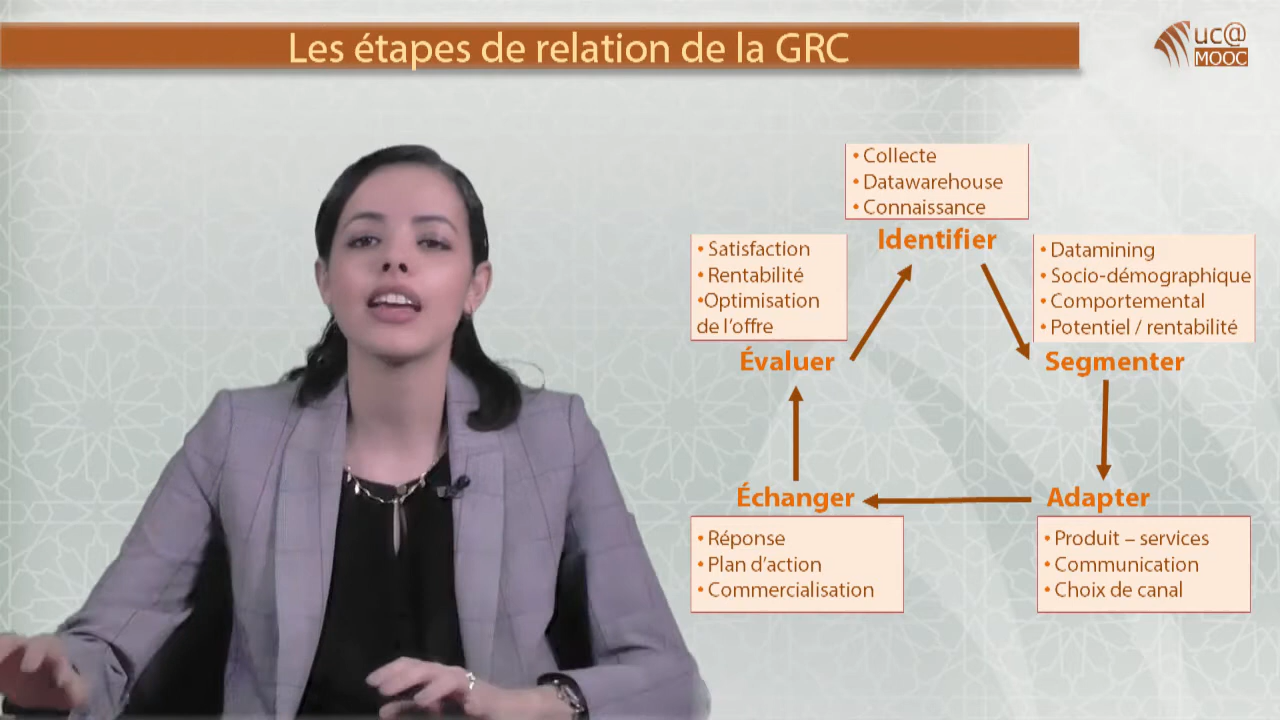 Les étapes de relation de la GRC
uc@
MOOC
• Collecte
• Datawarehouse
• Connaissance
Identifier
• Satisfaction
• Rentabilité
•Optimisation
de l'offre
Évaluer
• Datamining
• Socio-démographique
• Comportemental
• Potentiel / rentabilité
Segmenter
Échanger
• Réponse
• Plan d'action
• Commercialisation
Adapter
• Produit – services
• Communication
• Choix de canal